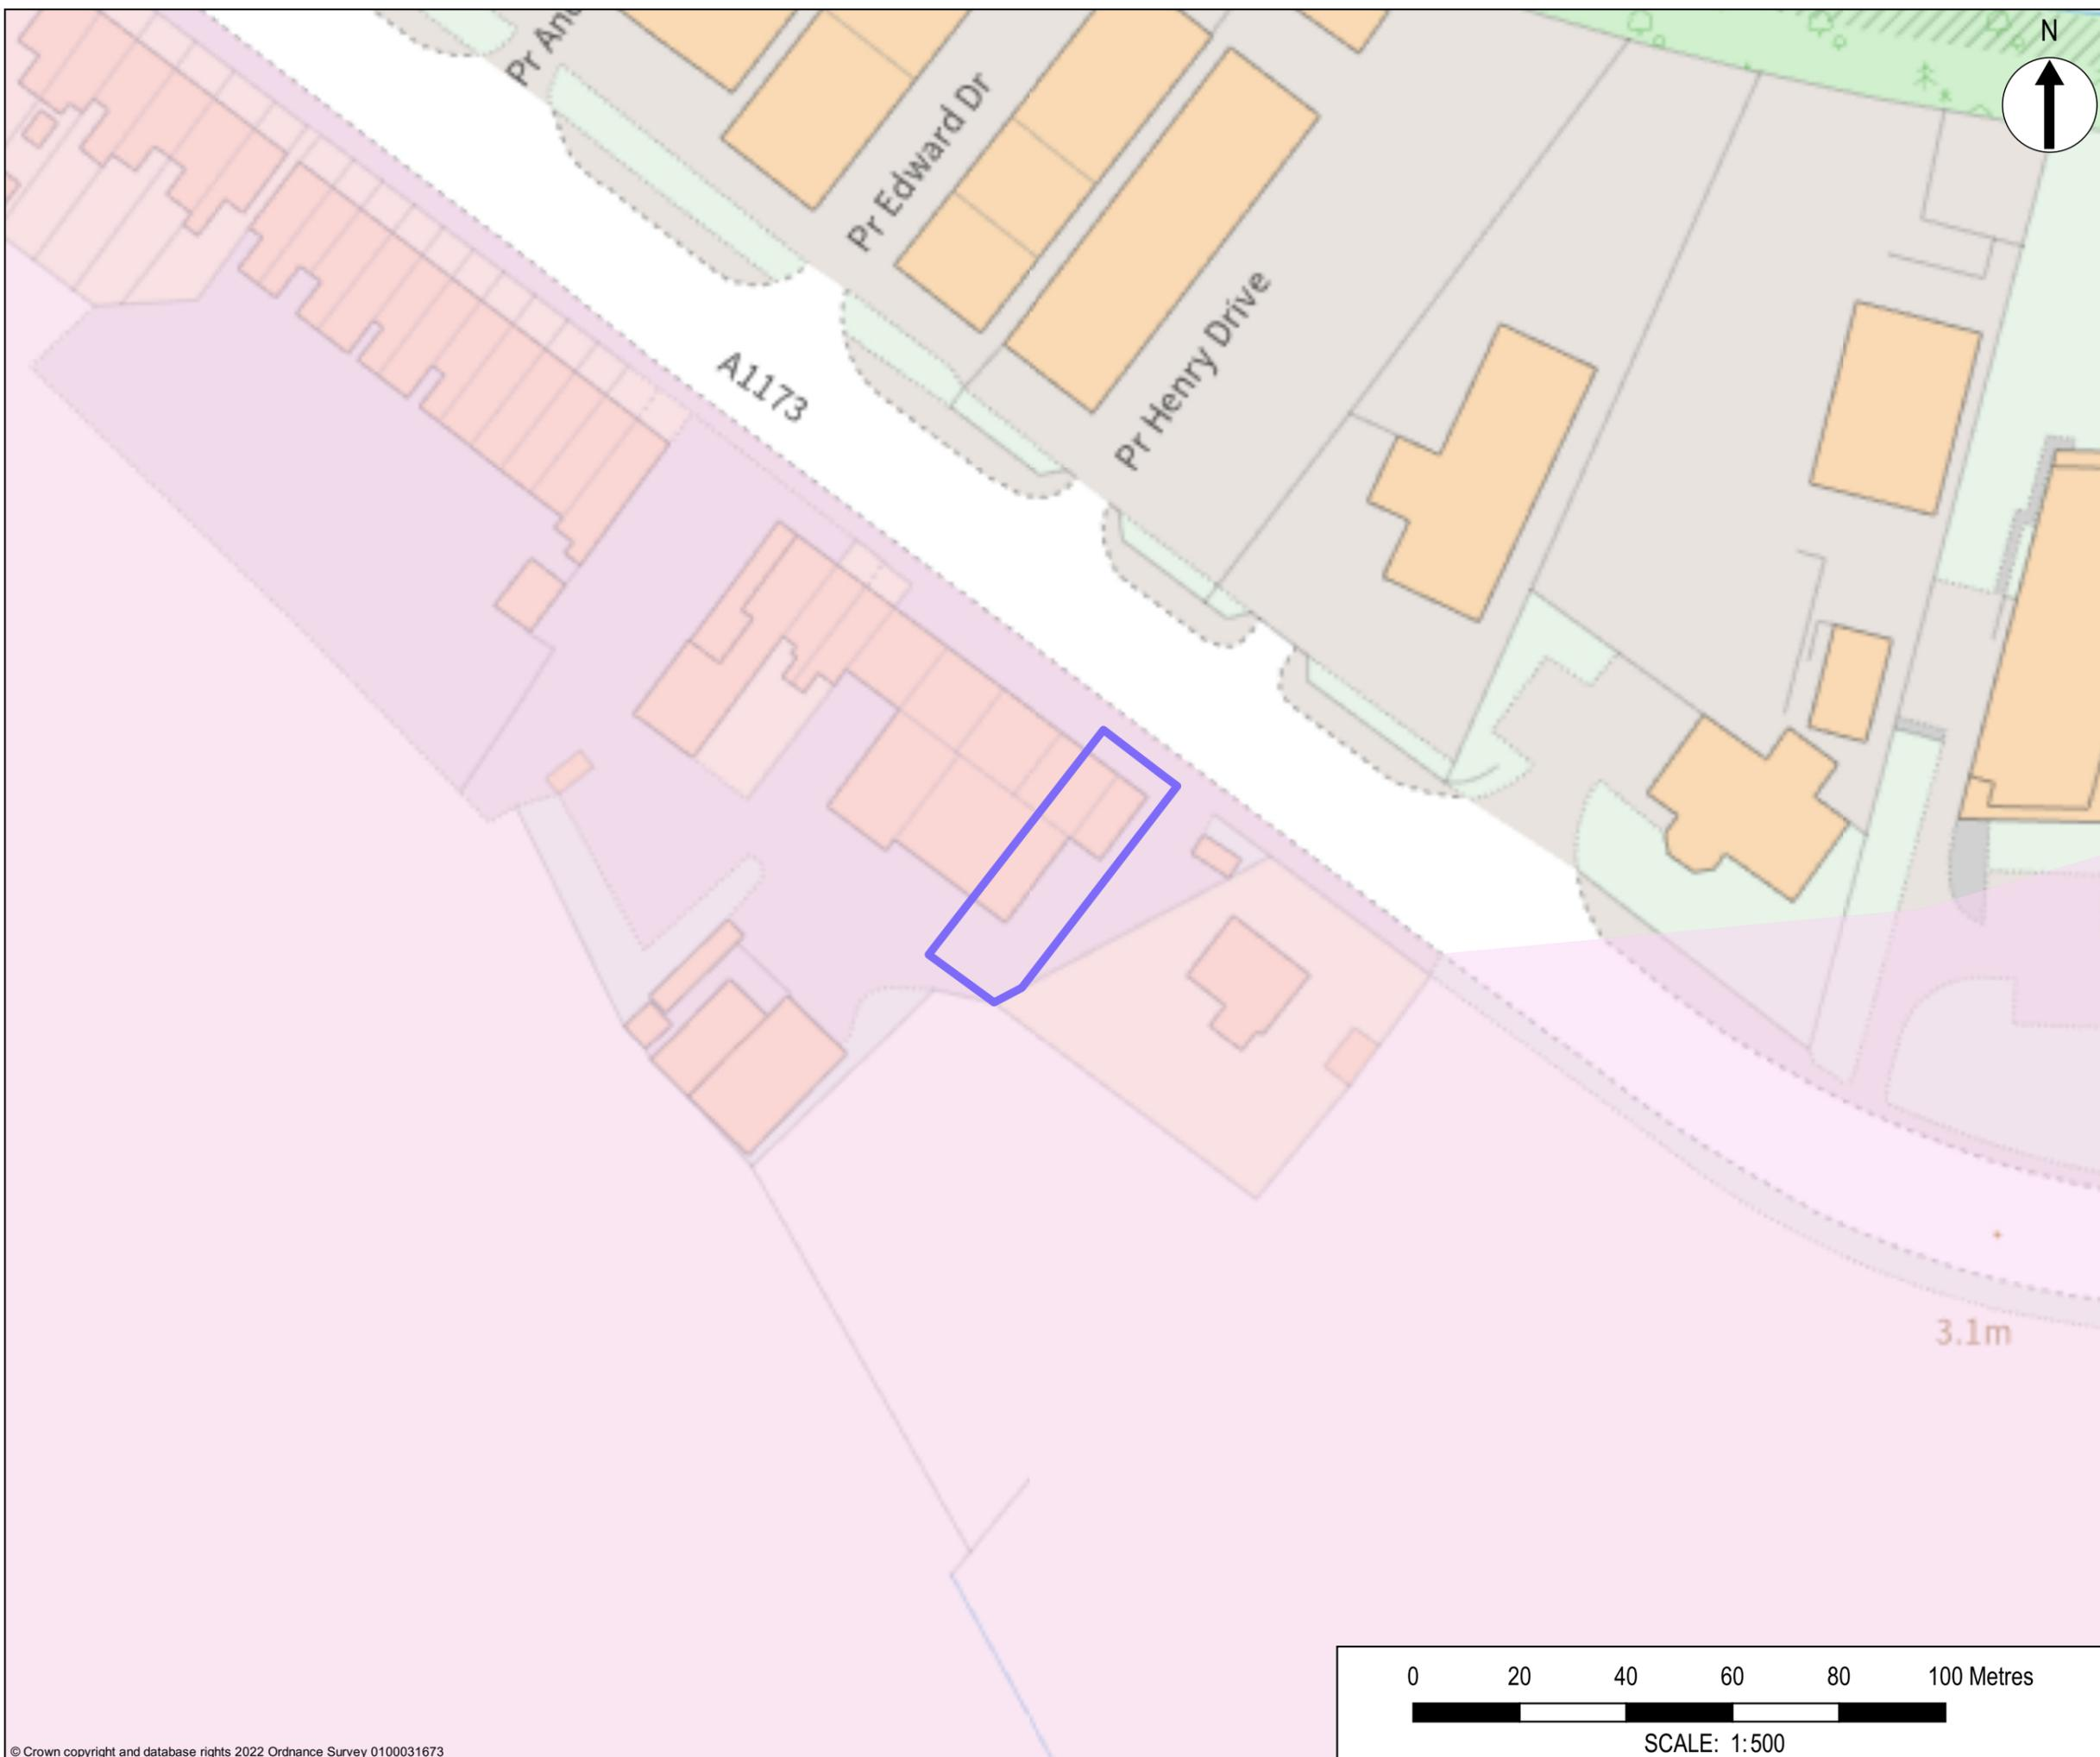 N
Pr Edward Dr
A1173
Pr Henry Drive
3.1m
0 20 40 60 80 100 Metres
SCALE: 1:500
© Crown copyright and database rights 2022 Ordnance Survey 0100031673